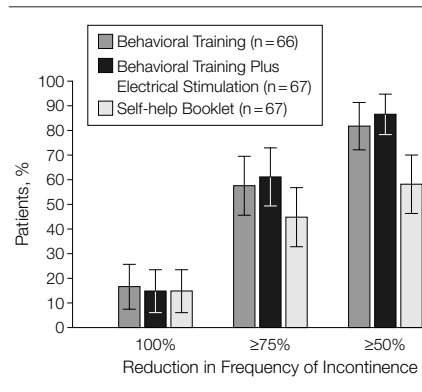 Behavioral Training (n=66)
Behavioral Training Plus
Electrical Stimulation (n=67)
Self-help Booklet (n=67)
Patients, %
100
90
80
70
60
50
40
30
20
10
0
100%
≥75%
≥50%
Reduction in Frequency of Incontinence